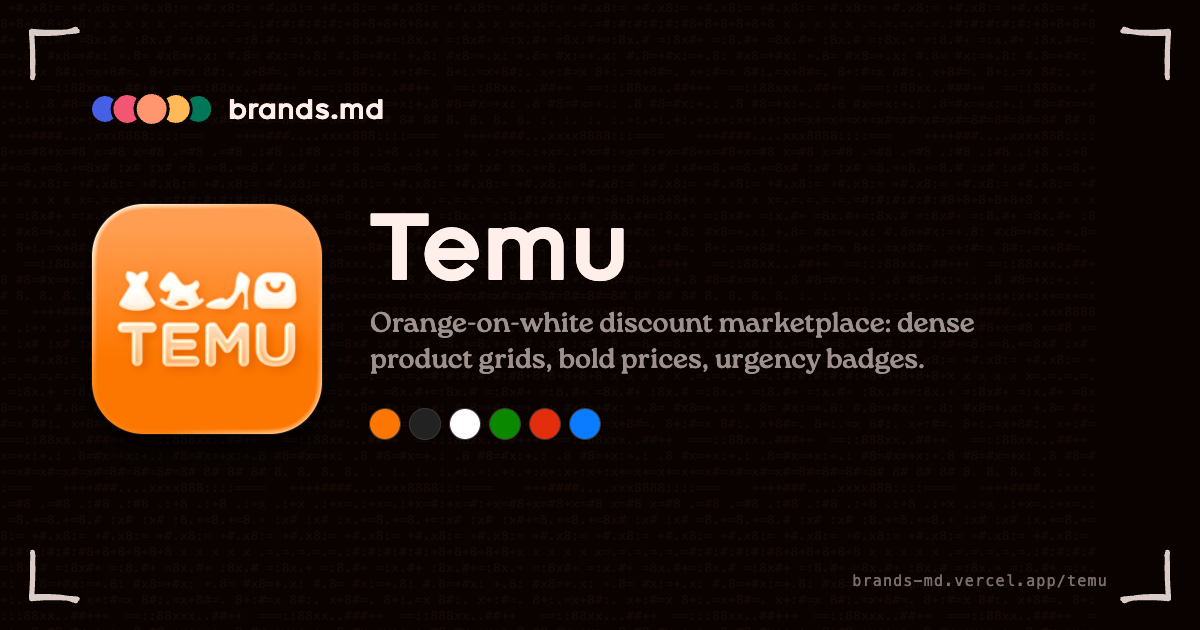 brands.md
TEMU
Temu
Orange-on-white discount marketplace: dense
product grids, bold prices, urgency badges.
brands-md.vercel.app/temu